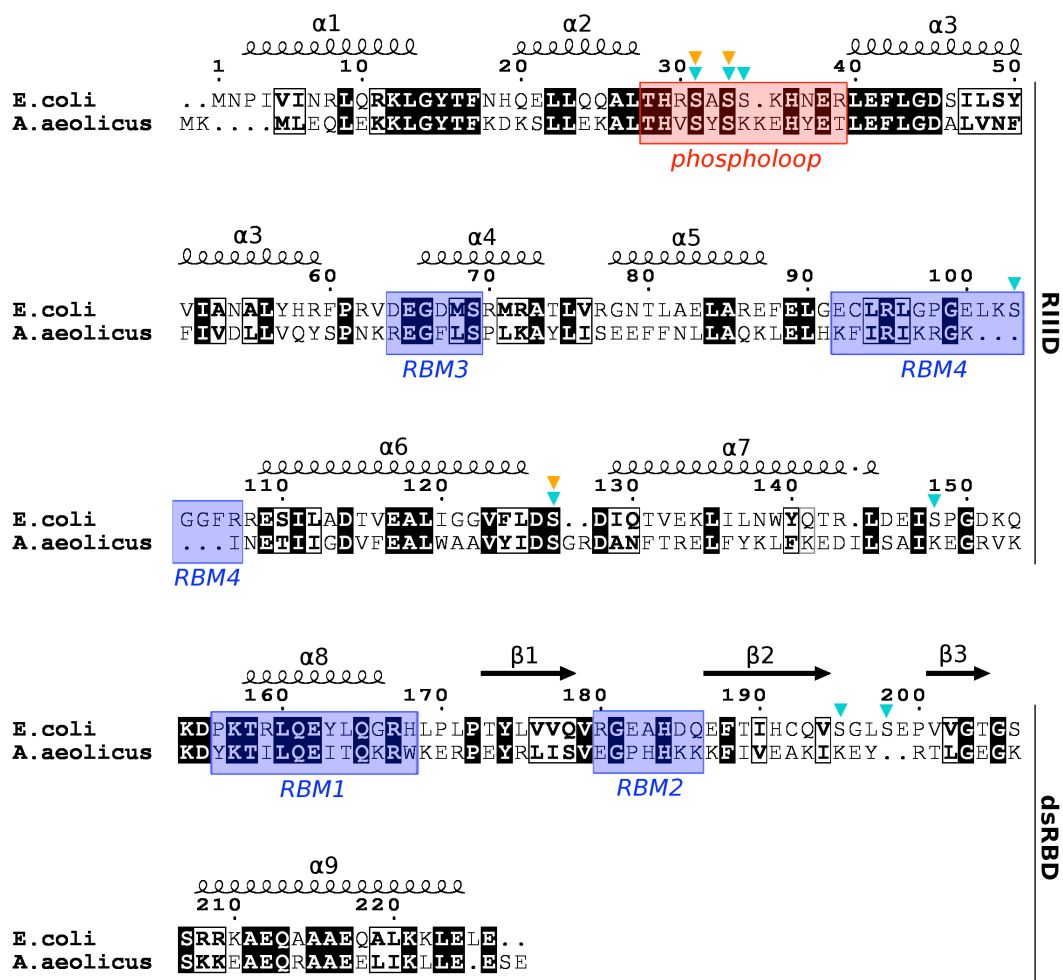 α1 α2 α3
1 10 20 30 40 50
E.coli ..MNPIVINRLQRKLGYTFNHQELLQQALTHRSASS.KHNERLEFLGDSILSY
A.aeolicus MK....MLEQLEKKLGYTFKDKSLLEKALTHVSYSKKEHYETLEFLGDALVNF
phospholoop
α3 α4 α5
60 70 80 90 100
E.coli VIANALYHRFPRVDEGDMSRMRATLVRGNTLAELAREFELGECLRLGPGELKS
A.aeolicus FIVDLLVQYSPNKREGFLSPLKAYLISEEFFNLLAQKLELHKFIRIKRGK...
RBM3 RBM4
RIIID
α6 α7
110 120 130 140 150
E.coli GGFRRESILADTVEALIGGVFLDS..DIQTVEKLILNWYQTR.LDEISPGDKQ
A.aeolicus ...INETIIGDVFEALWAAVYIDSGRDANFTRELFYKLFKEDILSAIKEGRVK
RBM4
α8 β1 β2 β3
160 170 180 190 200
E.coli KDPKTRLQEYLQGRHLPLPTYLVVQVRGEAHDQEFTIHCQVSGLSEPVVGTGS
A.aeolicus KDYKTILQEITQKRWKERPEYRLISVEGPHHKKKFIVEAKIKEY..RTLGEGK
RBM1 RBM2
dsRBD
α9
210 220
E.coli SRRKAEQAAAEQALKKLELE..
A.aeolicus SKKEAEQRAAEELIKLLE.ESE